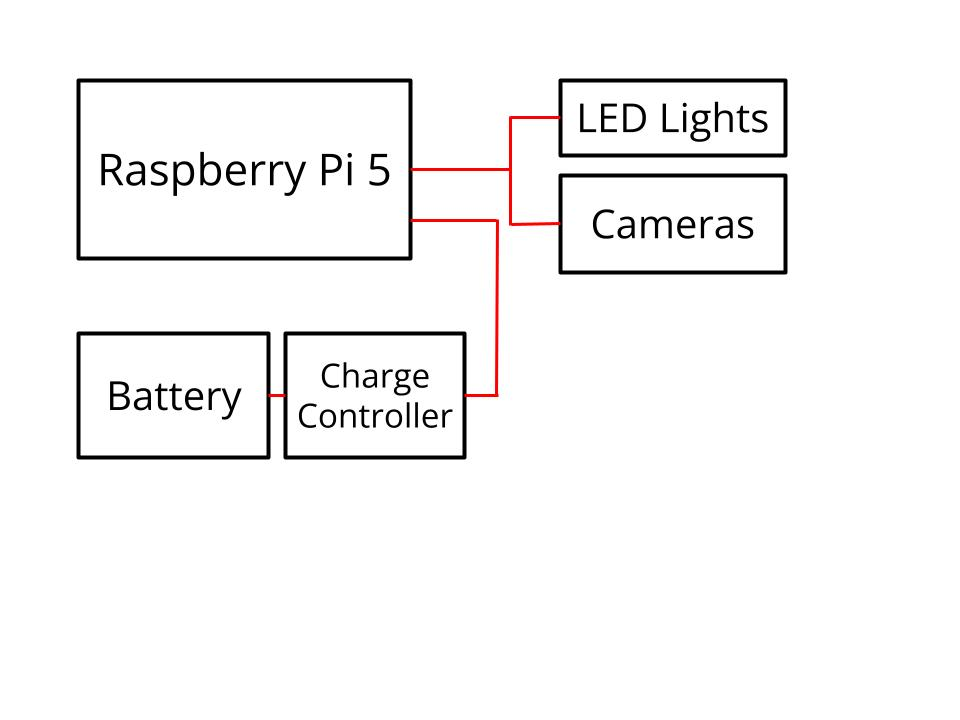 Raspberry Pi 5
LED Lights
Cameras
Battery
Charge
Controller